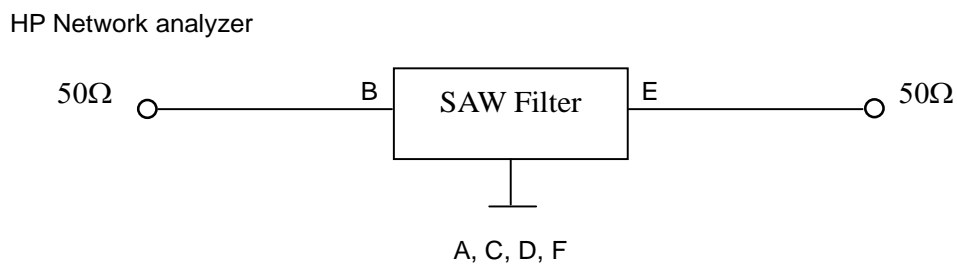 HP Network analyzer
50Ω B SAW Filter E 50Ω
A, C, D, F